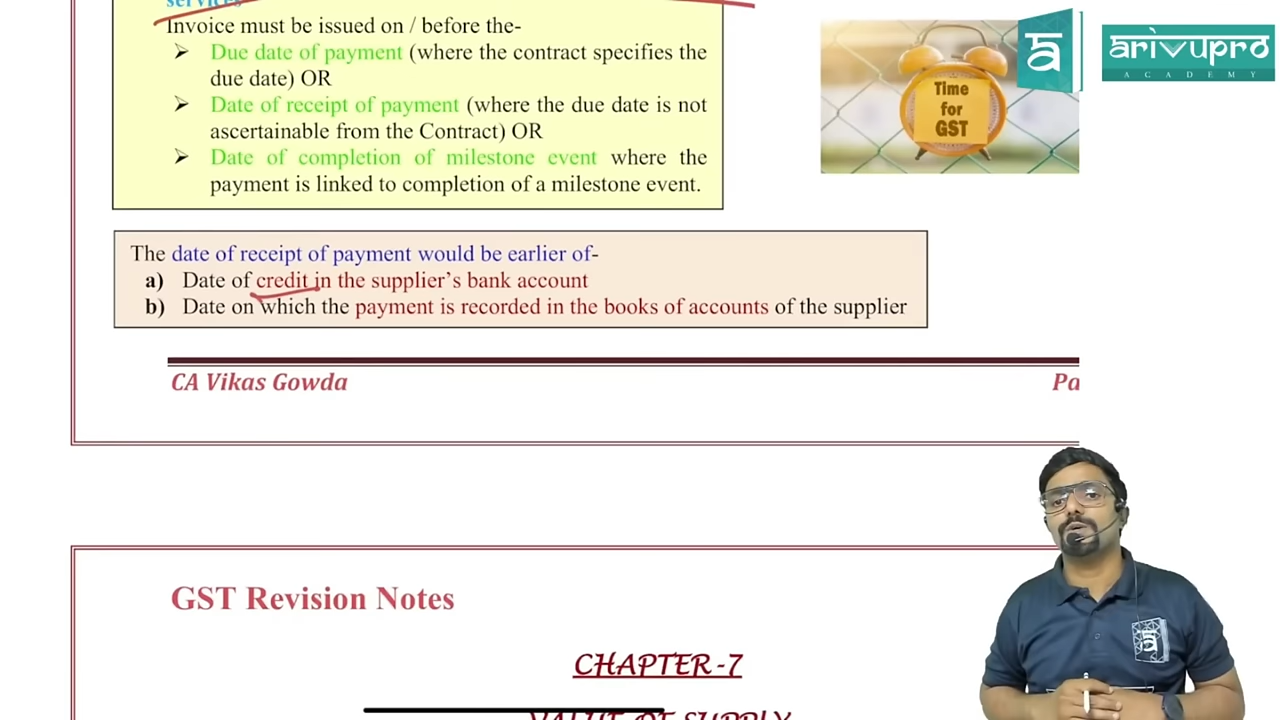 services
Invoice must be issued on / before the-
➢ Due date of payment (where the contract specifies the
due date) OR
➢ Date of receipt of payment (where the due date is not
ascertainable from the Contract) OR
➢ Date of completion of milestone event where the
payment is linked to completion of a milestone event.
Time
for
GST
ā
arivupro
ACADEMY
The date of receipt of payment would be earlier of-
a) Date of credit in the supplier's bank account
b) Date on which the payment is recorded in the books of accounts of the supplier
CA Vikas Gowda
Pa
GST Revision Notes
CHAPTER-7
VALUE OF SUPPLY
ā